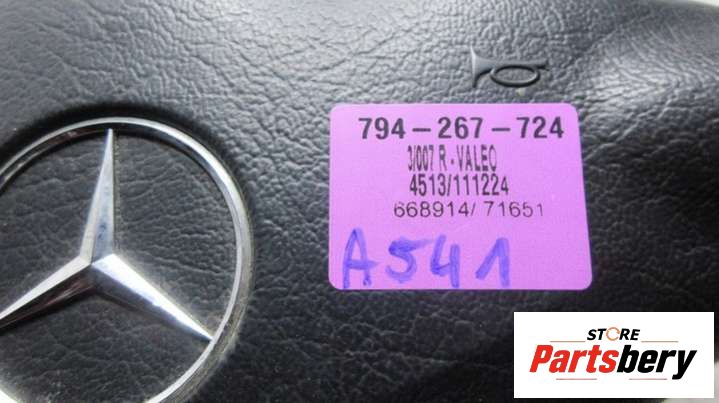 794-267-724
3/007 R-VALEO
4513/111224
668914/71651
A541
STORE
Partsbery